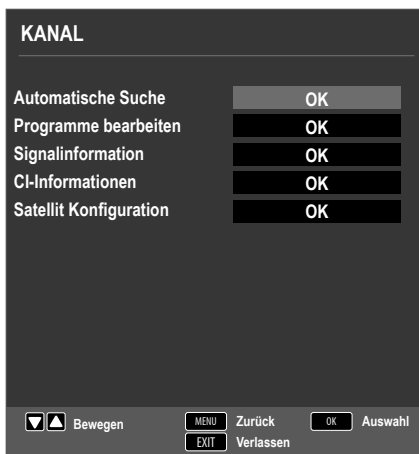 KANAL
Automatische Suche OK
Programme bearbeiten OK
Signalinformation OK
CI-Informationen OK
Satellit Konfiguration OK
Bewegen MENU Zurück OK Auswahl
EXIT Verlassen